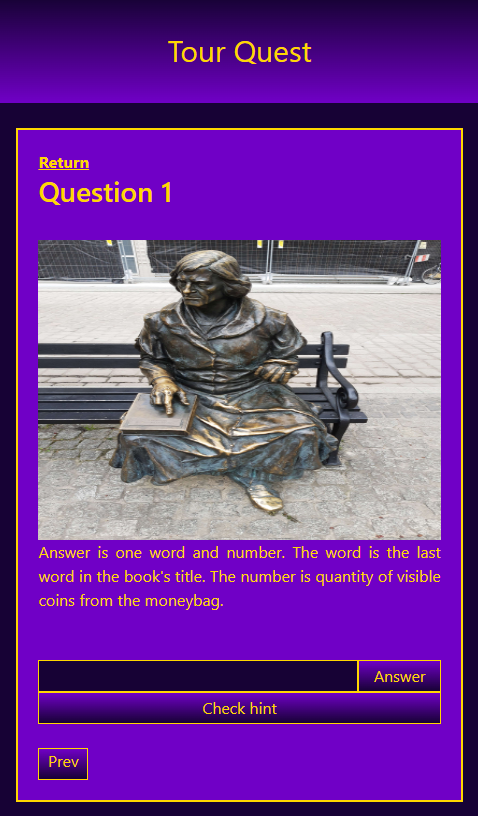 Tour Quest
Return
Question 1
Answer is one word and number. The word is the last
word in the book's title. The number is quantity of visible
coins from the moneybag.
Answer
Check hint
Prev